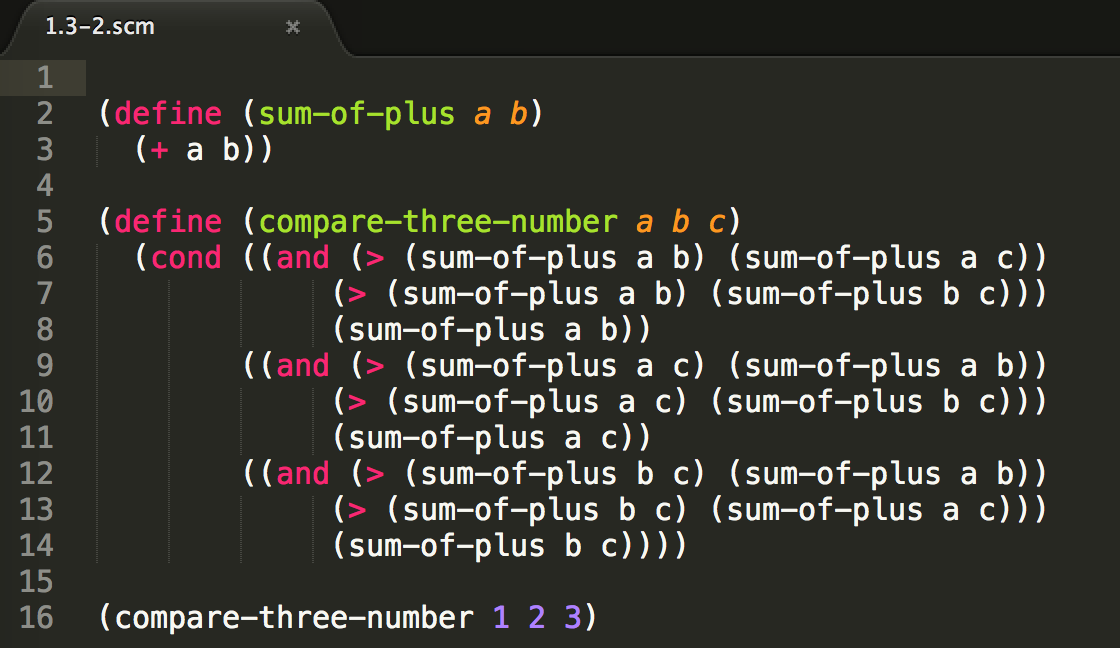 1.3-2.scm ×
1
2 (define (sum-of-plus a b)
3   (+ a b))
4
5 (define (compare-three-number a b c)
6   (cond ((and (> (sum-of-plus a b) (sum-of-plus a c))
7              (> (sum-of-plus a b) (sum-of-plus b c)))
8              (sum-of-plus a b))
9         ((and (> (sum-of-plus a c) (sum-of-plus a b))
10              (> (sum-of-plus a c) (sum-of-plus b c)))
11              (sum-of-plus a c))
12         ((and (> (sum-of-plus b c) (sum-of-plus a b))
13              (> (sum-of-plus b c) (sum-of-plus a c)))
14              (sum-of-plus b c))))
15
16 (compare-three-number 1 2 3)